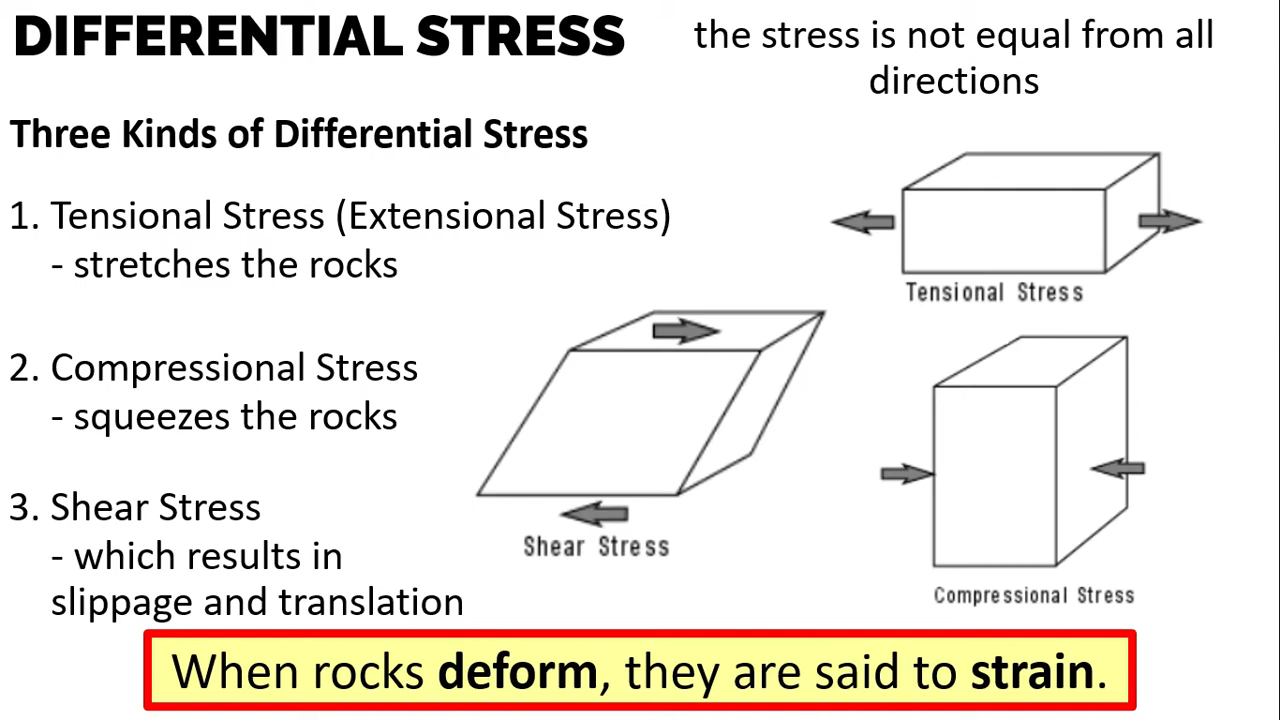 DIFFERENTIAL STRESS
the stress is not equal from all
directions
Three Kinds of Differential Stress
1. Tensional Stress (Extensional Stress)
- stretches the rocks
Tensional Stress
2. Compressional Stress
- squeezes the rocks
3. Shear Stress
- which results in
slippage and translation
Shear Stress
Compressional Stress
When rocks deform, they are said to strain.